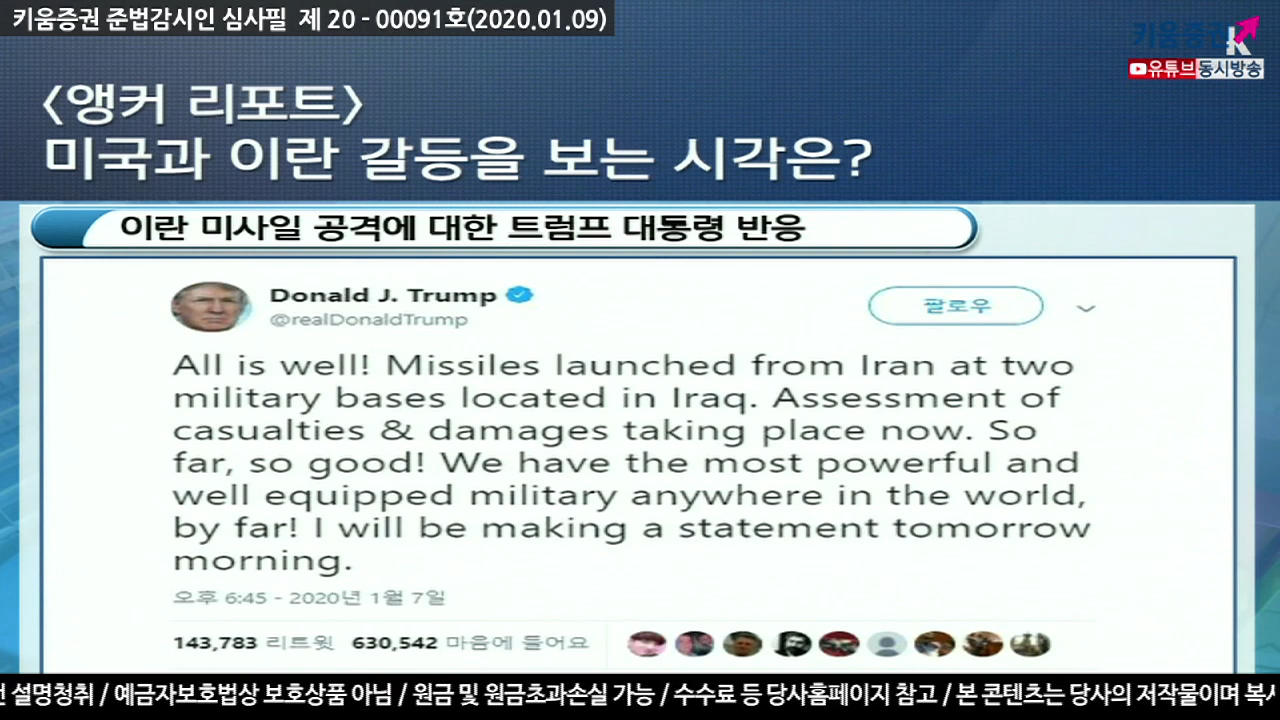 키움증권 준법감시인 심사필 제 20 - 00091호(2020.01.09)
키움증권
유튜브 동시방송
<앵커 리포트>
미국과 이란 갈등을 보는 시각은?
이란 미사일 공격에 대한 트럼프 대통령 반응
Donald J. Trump
@realDonaldTrump
팔로우
All is well! Missiles launched from Iran at two
military bases located in Iraq. Assessment of
casualties & damages taking place now. So
far, so good! We have the most powerful and
well equipped military anywhere in the world,
by far! I will be making a statement tomorrow
morning.
오후 6:45 - 2020년 1월 7일
143,783 리트윗 630,542 마음에 들어요
설명청취 / 예금자보호법상 보호상품 아님 / 원금 및 원금초과손실 가능 / 수수료 등 당사홈페이지 참고 / 본 콘텐츠는 당사의 저작물이며